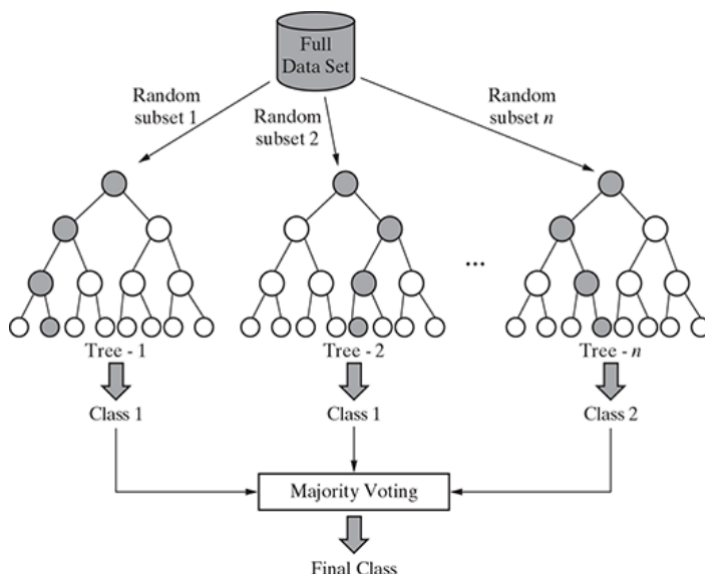 Full
Data Set
Random
subset 1
Random
subset 2
Random
subset n
...
Tree - 1
Tree - 2
Tree - n
Class 1
Class 1
Class 2
Majority Voting
Final Class